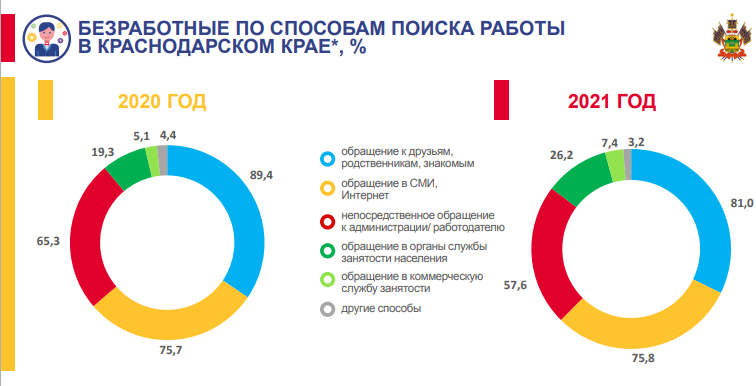 БЕЗРАБОТНЫЕ ПО СПОСОБАМ ПОИСКА РАБОТЫ
В КРАСНОДАРСКОМ КРАЕ*, %
2020 ГОД
5,1
4,4
19,3
89,4
65,3
75,7
обращение к друзьям,
родственникам, знакомым
обращение в СМИ,
Интернет
непосредственное обращение
к администрации/ работодателю
обращение в органы службы
занятости населения
обращение в коммерческую
службу занятости
другие способы
2021 ГОД
7,4
3,2
26,2
81,0
57,6
75,8